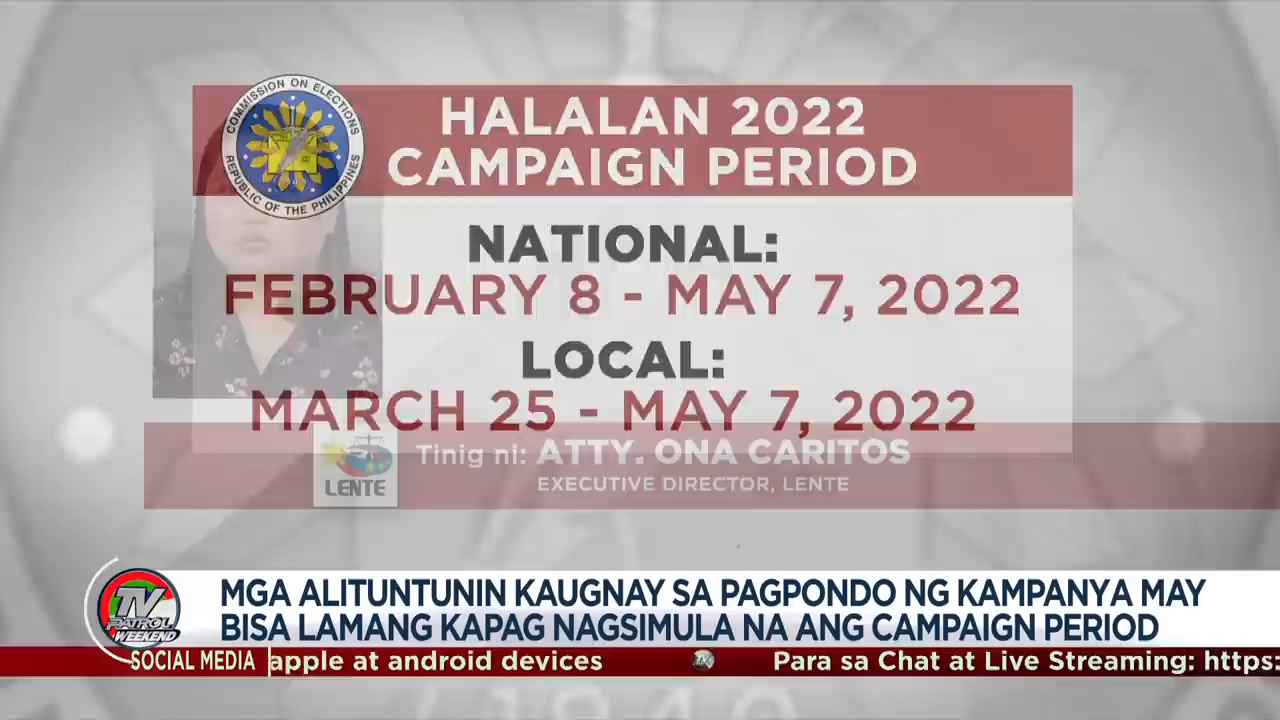 COMMISSION ON ELECTIONS
REPUBLIC OF THE PHILIPPINES
HALALAN 2022
CAMPAIGN PERIOD
NATIONAL:
FEBRUARY 8 - MAY 7, 2022
LOCAL:
MARCH 25 - MAY 7, 2022
LENTE
Tinig ni: ATTY. ONA CARITOS
EXECUTIVE DIRECTOR, LENTE
TV PATROL WEEKEND
MGA ALITUNTUNIN KAUGNAY SA PAGPONDO NG KAMPANYA MAY
BISA LAMANG KAPAG NAGSIMULA NA ANG CAMPAIGN PERIOD
SOCIAL MEDIA apple at android devices Para sa Chat at Live Streaming: https: